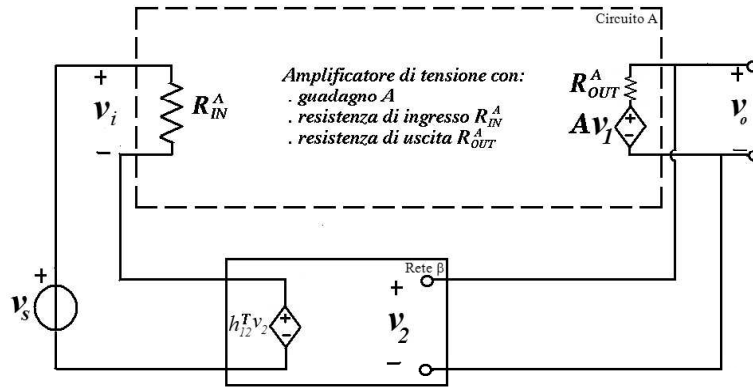 Circuito A
+
v_i
−
R_IN^A
Amplificatore di tensione con:
. guadagno A
. resistenza di ingresso R_IN^A
. resistenza di uscita R_OUT^A
R_OUT^A
Av_1
+
−
+
v_o
−
Rete β
+
v_s
h_12^T v_2
+
−
+
v_2
−